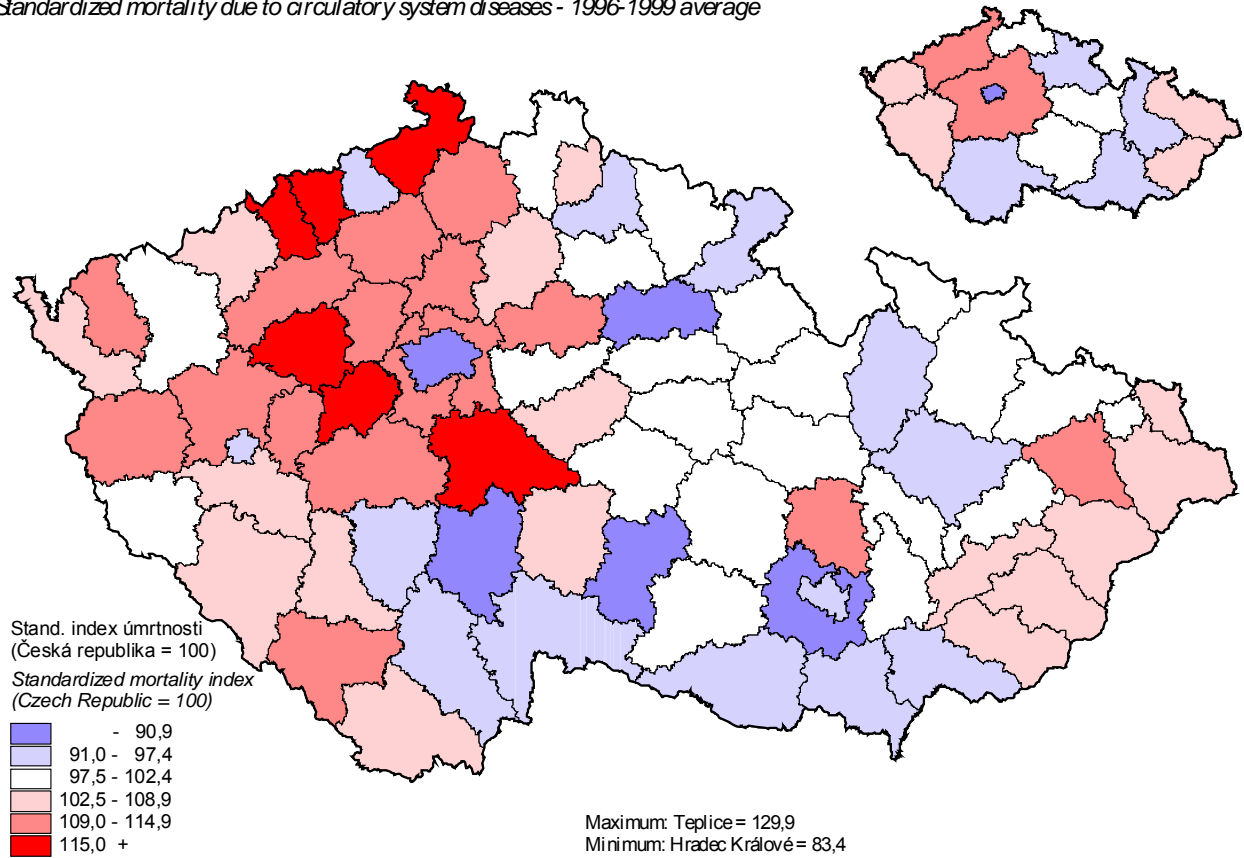 Standardized mortality due to circulatory system diseases - 1996-1999 average
Stand. index úmrtnosti
(Česká republika = 100)
Standardized mortality index
(Czech Republic = 100)
- 90,9
91,0 - 97,4
97,5 - 102,4
102,5 - 108,9
109,0 - 114,9
115,0 +
Maximum: Teplice = 129,9
Minimum: Hradec Králové = 83,4